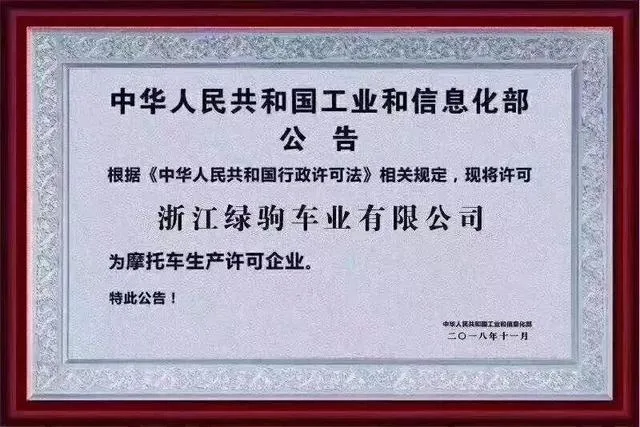 中华人民共和国工业和信息化部
公 告
根据《中华人民共和国行政许可法》相关规定，现将许可
浙江绿驹车业有限公司
为摩托车生产许可企业。
特此公告！
中华人民共和国工业和信息化部
二〇一八年十一月